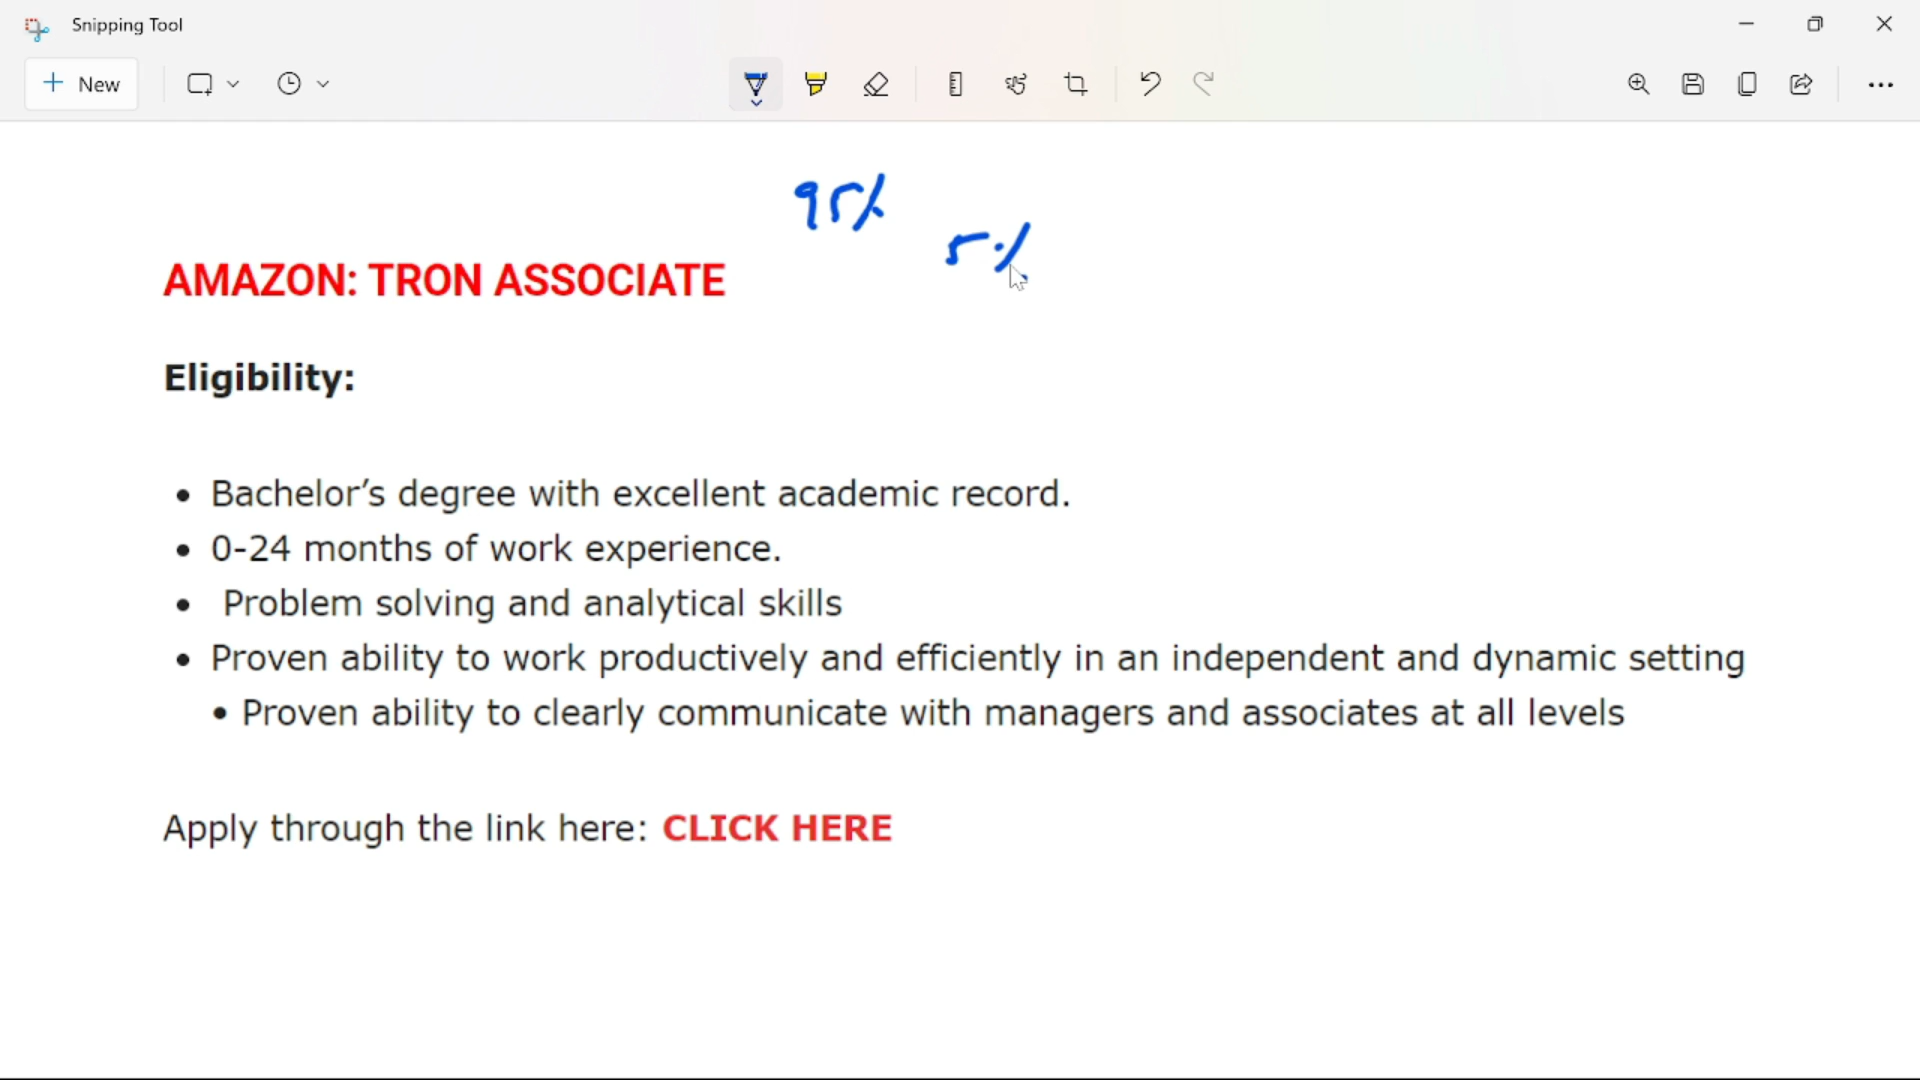 Snipping Tool
New
95%
5%
AMAZON: TRON ASSOCIATE
Eligibility:
• Bachelor’s degree with excellent academic record.
• 0-24 months of work experience.
• Problem solving and analytical skills
• Proven ability to work productively and efficiently in an independent and dynamic setting
• Proven ability to clearly communicate with managers and associates at all levels
Apply through the link here: CLICK HERE